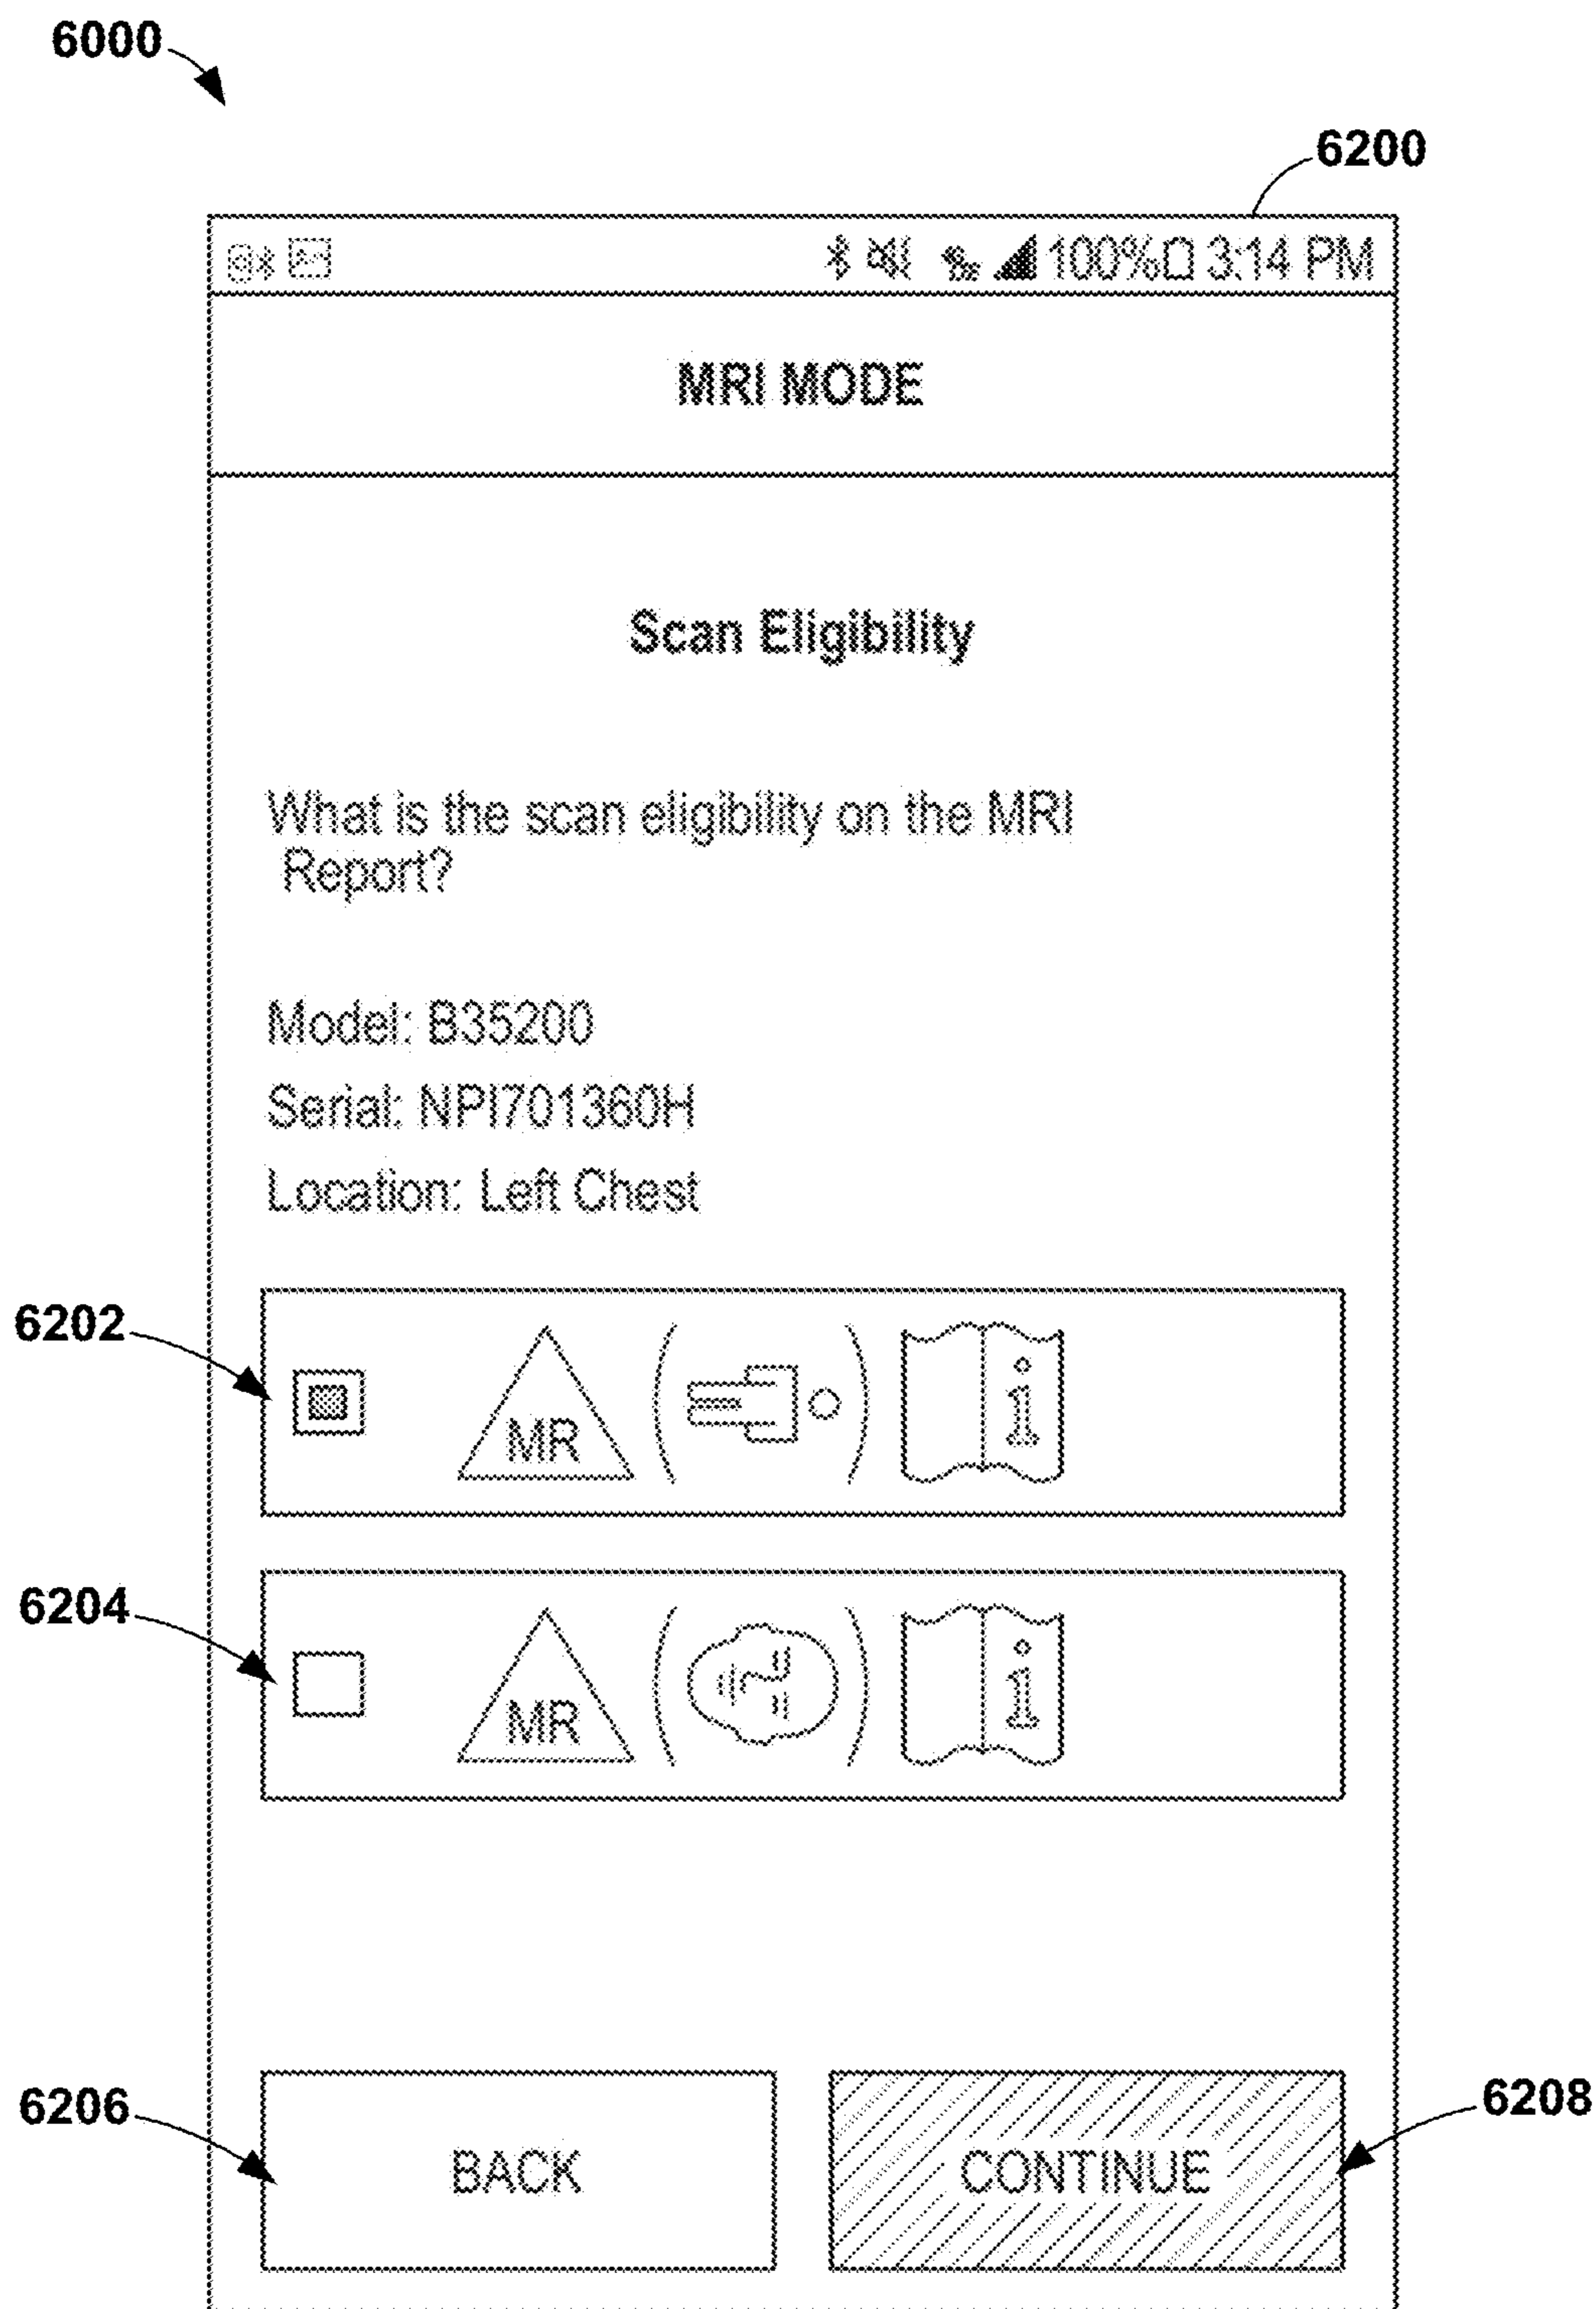 6000
6200
100% 3:14 PM
MRI MODE
Scan Eligibility
What is the scan eligibility on the MRI
Report?
Model: B35200
Serial: NPI701360H
Location: Left Chest
6202
MR i
6204
MR i
6206
BACK
CONTINUE
6208